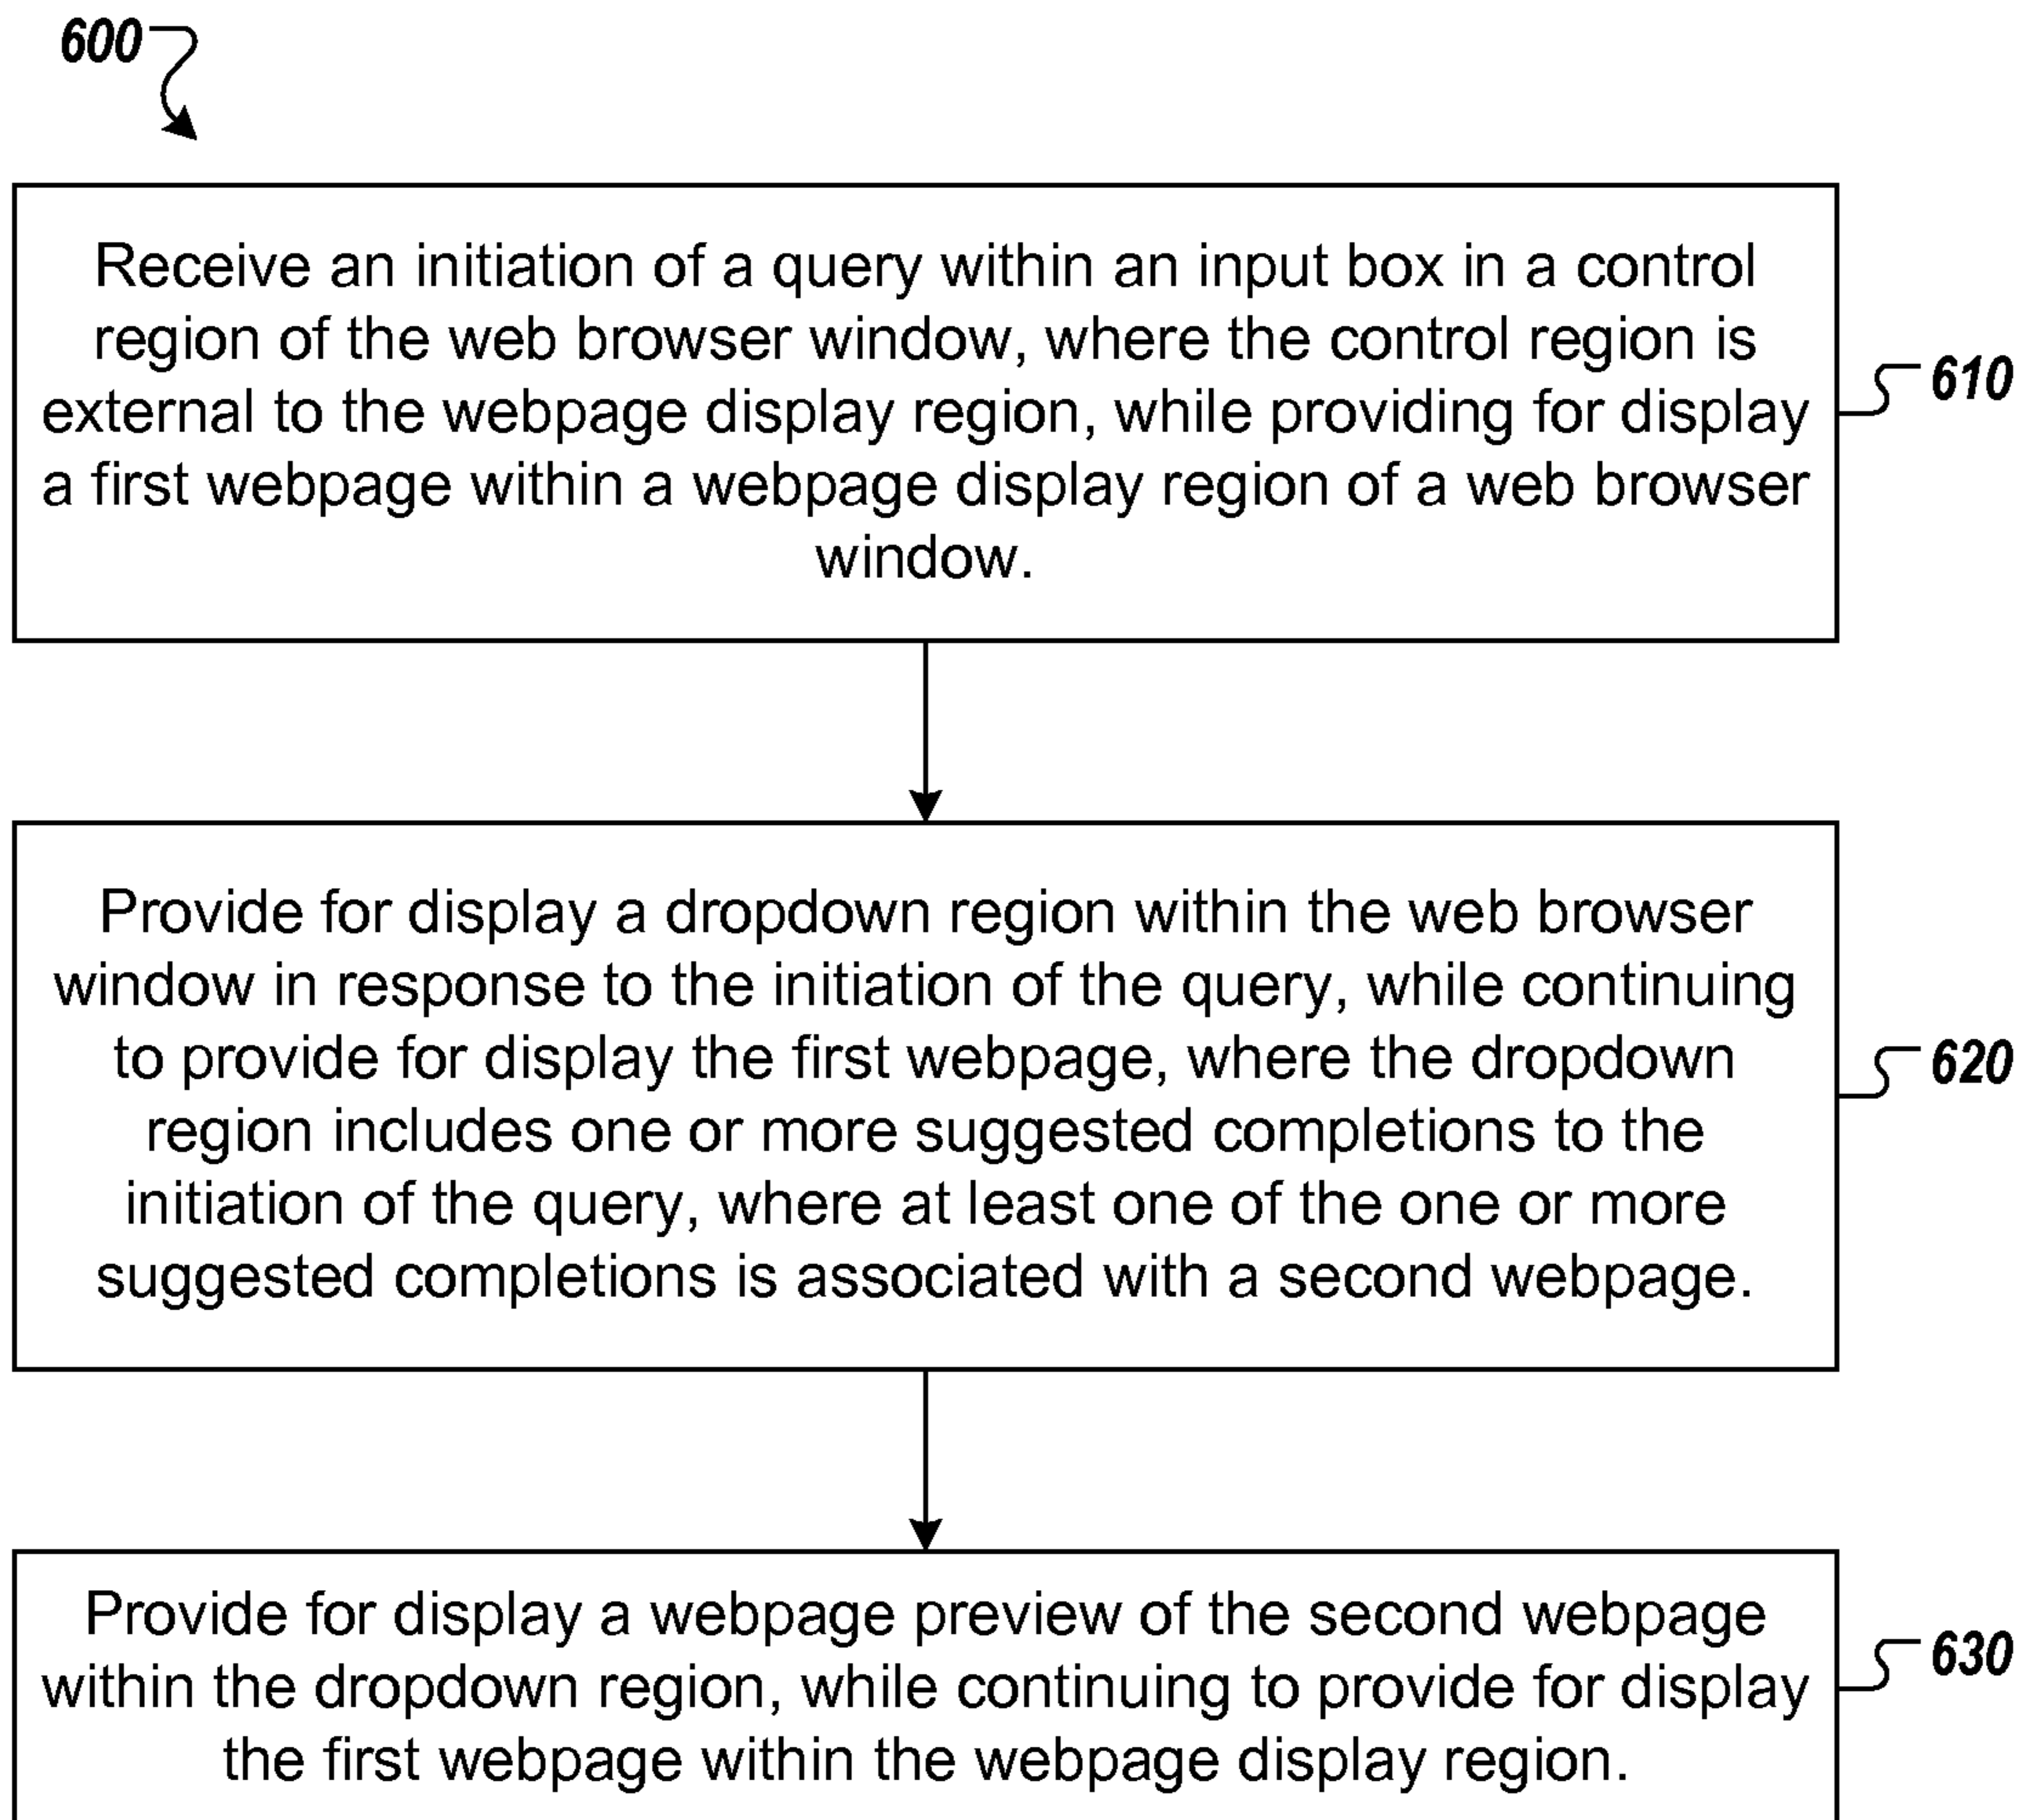 600
Receive an initiation of a query within an input box in a control
region of the web browser window, where the control region is
external to the webpage display region, while providing for display
a first webpage within a webpage display region of a web browser
window.
610
Provide for display a dropdown region within the web browser
window in response to the initiation of the query, while continuing
to provide for display the first webpage, where the dropdown
region includes one or more suggested completions to the
initiation of the query, where at least one of the one or more
suggested completions is associated with a second webpage.
620
Provide for display a webpage preview of the second webpage
within the dropdown region, while continuing to provide for display
the first webpage within the webpage display region.
630